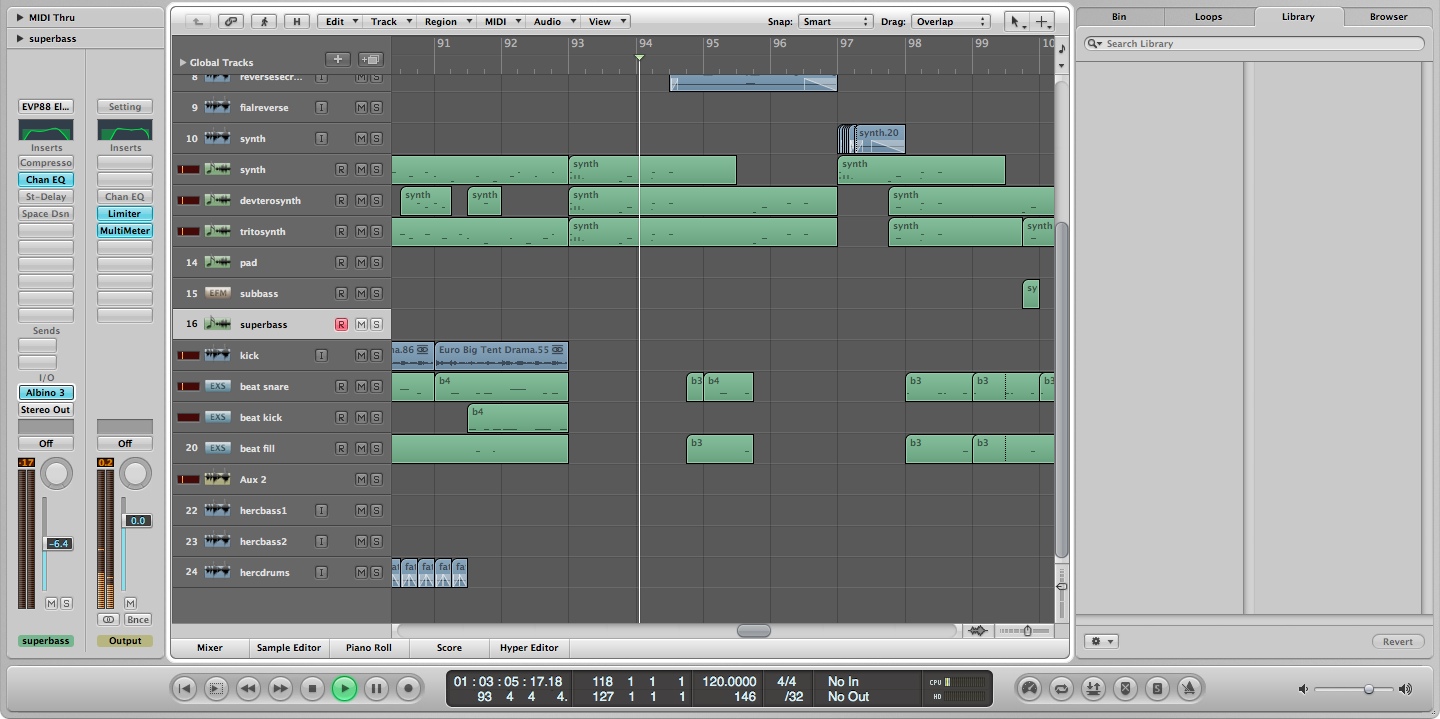 MIDI Thru
superbass
EVP88 El...
Setting
Inserts
Inserts
Compresso
Chan EQ
St-Delay
Chan EQ
Space Dsn
Limiter
MultiMeter
Sends
I/O
Albino 3
Stereo Out
Off
Off
-17
0.2
0.0
-6.4
M S
M
Bnce
superbass
Output
H
Edit
Track
Region
MIDI
Audio
View
Snap: Smart
Drag: Overlap
91 92 93 94 95 96 97 98 99 10
Global Tracks
8 reversesecr... I M S
9 fialreverse I M S
10 synth I M S
synth.20
synth R M S
synth
synth
devterosynth R M S
synth
synth
synth
synth
tritosynth R M S
synth
synth
synth
14 pad R M S
15 EFM subbass R M S
sy
16 superbass R M S
kick I M S
a.86
Euro Big Tent Drama.55
EXS beat snare R M S
b4
b3
b4
b3
b3
b3
EXS beat kick R M S
b4
20 EXS beat fill R M S
b3
b3
b3
Aux 2 M S
22 hercbass1 I M S
23 hercbass2 I M S
24 hercdrums I M S
fa
fa
fa
fa
Mixer
Sample Editor
Piano Roll
Score
Hyper Editor
Bin
Loops
Library
Browser
Search Library
Revert
01 : 03 : 05 : 17.18
93 4 4 4.
118 1 1 1
127 1 1 1
120.0000
146
4/4
/32
No In
No Out
CPU
HD
S